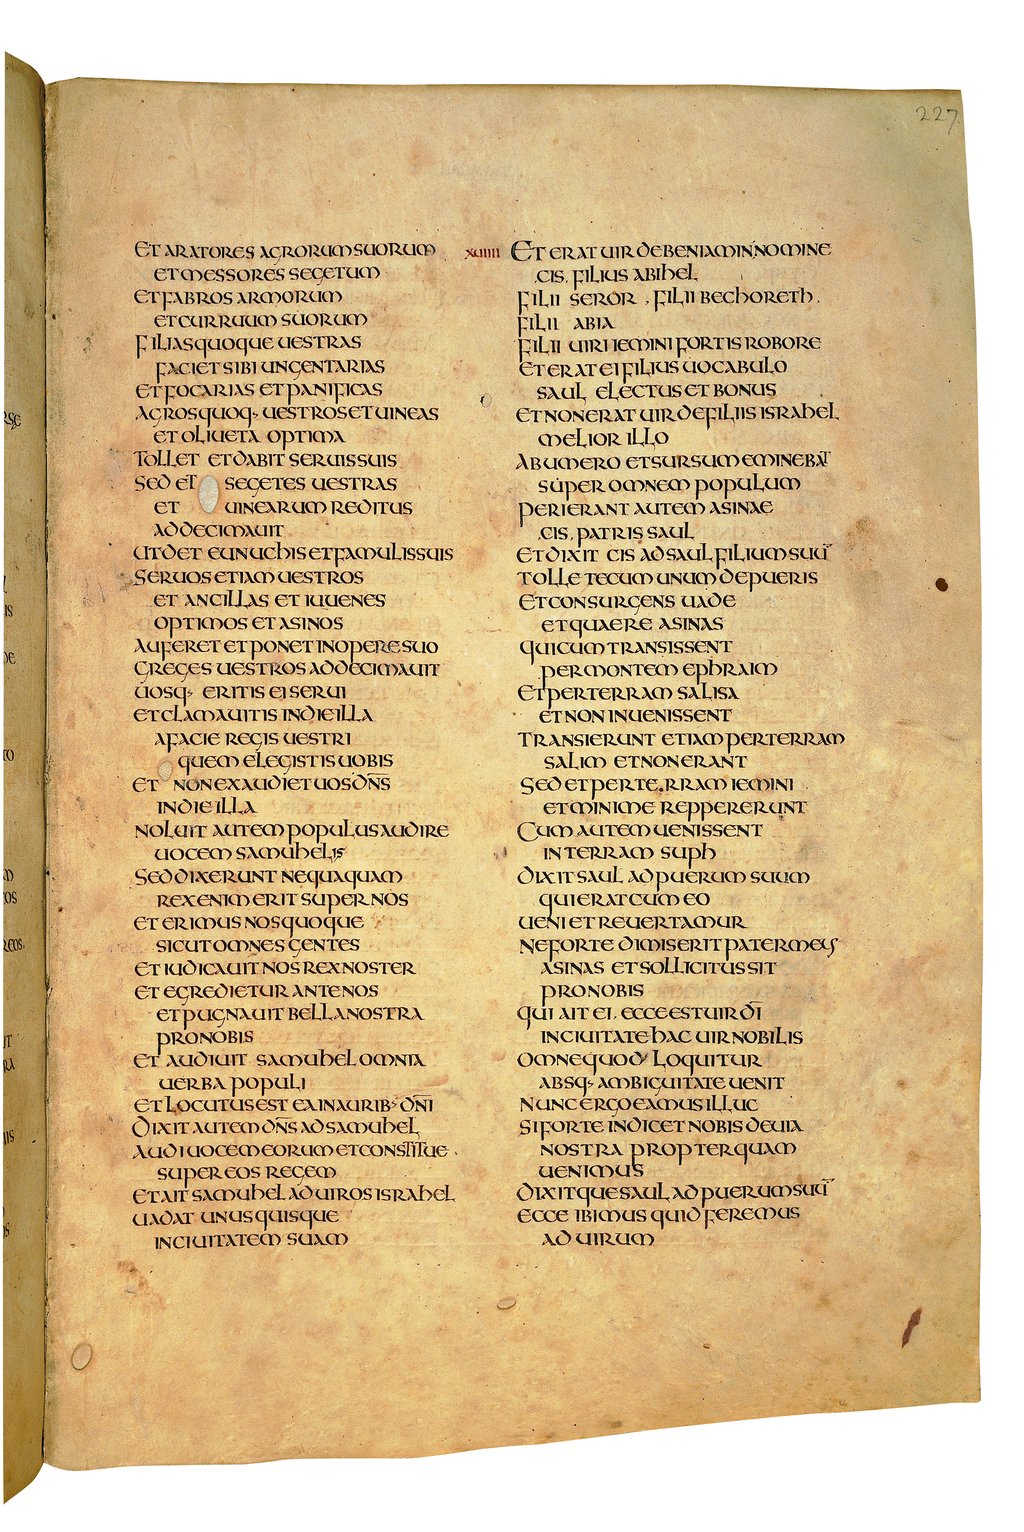 227
ET ARATORES AGRORUM SUORUM
ET MESSORES SEGETUM
ET FABROS ARMORUM
ET CURRUUM SUORUM
FILIAS QUOQUE UESTRAS
FACIET SIBI UNGENTARIAS
ET FOCARIAS ET PANIFICAS
AGROS QUOQ· UESTROS ET UINEAS
ET OLIUETA OPTIMA
TOLLET ET DABIT SERUIS SUIS
SED ET SEGETES UESTRAS
ET UINEARUM REDITUS
ADDECIMAUIT
UT DET EUNUCHIS ET FAMULIS SUIS
SERUOS ETIAM UESTROS
ET ANCILLAS ET IUUENES
OPTIMOS ET ASINOS
AUFERET ET PONET IN OPERE SUO
GREGES UESTROS ADDECIMAUIT
UOSQ· ERITIS EI SERUI
ET CLAMAUITIS IN DIE ILLA
A FACIE REGIS UESTRI
QUEM ELEGISTIS UOBIS
ET NON EXAUDIET UOS DN̅S
IN DIE ILLA
NOLUIT AUTEM POPULUS AUDIRE
UOCEM SAMUHELIS
SED DIXERUNT NEQUAQUAM
REX ENIM ERIT SUPER NOS
ET ERIMUS NOS QUOQUE
SICUT OMNES GENTES
ET IUDICAUIT NOS REX NOSTER
ET EGREDIETUR ANTE NOS
ET PUGNAUIT BELLA NOSTRA
PRO NOBIS
ET AUDIUIT SAMUHEL OMNIA
UERBA POPULI
ET LOCUTUS EST EA IN AURIB· DN̅I
DIXIT AUTEM DN̅S AD SAMUHEL
AUDI UOCEM EORUM ET CONSTITUE
SUPER EOS REGEM
ET AIT SAMUHEL AD UIROS ISRAHEL
UADAT UNUSQUISQUE
IN CIUITATEM SUAM
XUIIII ET ERAT UIR DE BENIAMIN, NOMINE
CIS, FILIUS ABIHEL
FILII SEROR, FILII BECHORETH.
FILII ABIA
FILII UIRI IEMINI FORTIS ROBORE
ET ERAT EI FILIUS UOCABULO
SAUL ELECTUS ET BONUS
ET NON ERAT UIR DE FILIIS ISRAHEL
MELIOR ILLO
AB UMERO ET SURSUM EMINEBAT
SUPER OMNEM POPULUM
PERIERANT AUTEM ASINAE
CIS, PATRIS SAUL
ET DIXIT CIS AD SAUL FILIUM SUU̅
TOLLE TECUM UNUM DE PUERIS
ET CONSURGENS UADE
ET QUAERE ASINAS
QUI CUM TRANSISSENT
PER MONTEM EPHRAIM
ET PER TERRAM SALISA
ET NON INUENISSENT
TRANSIERUNT ETIAM PER TERRAM
SALIM ET NON ERANT
SED ET PER TERRAM IEMINI
ET MINIME REPPERERUNT
CUM AUTEM UENISSENT
IN TERRAM SUPH
DIXIT SAUL AD PUERUM SUUM
QUI ERAT CUM EO
UENI ET REUERTAMUR
NE FORTE DIMISERIT PATER MEUS
ASINAS ET SOLLICITUS SIT
PRO NOBIS
QUI AIT EI. ECCE EST UIR DI̅
IN CIUITATE HAC UIR NOBILIS
OMNE QUOD LOQUITUR
ABSQ· AMBIGUITATE UENIT
NUNC ERGO EAMUS ILLUC
SI FORTE INDICET NOBIS DE UIA
NOSTRA PROPTER QUAM
UENIMUS
DIXITQUE SAUL AD PUERUM SUU̅
ECCE IBIMUS QUID FEREMUS
AD UIRUM